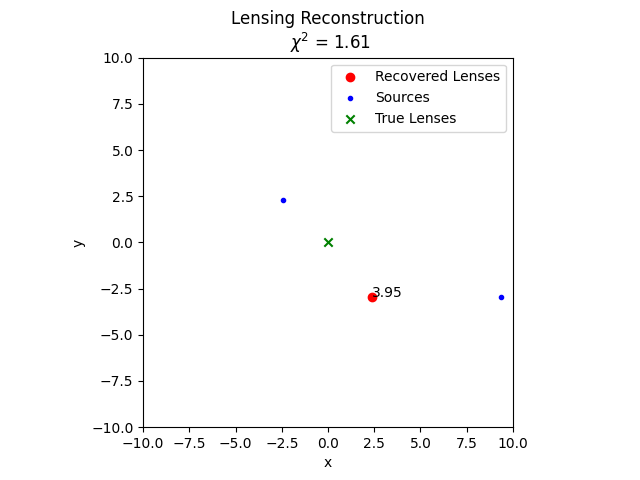 Lensing Reconstruction
χ² = 1.61
10.0
7.5
5.0
2.5
0.0
−2.5
−5.0
−7.5
−10.0
y
Recovered Lenses
Sources
True Lenses
3.95
−10.0 −7.5 −5.0 −2.5 0.0 2.5 5.0 7.5 10.0
x